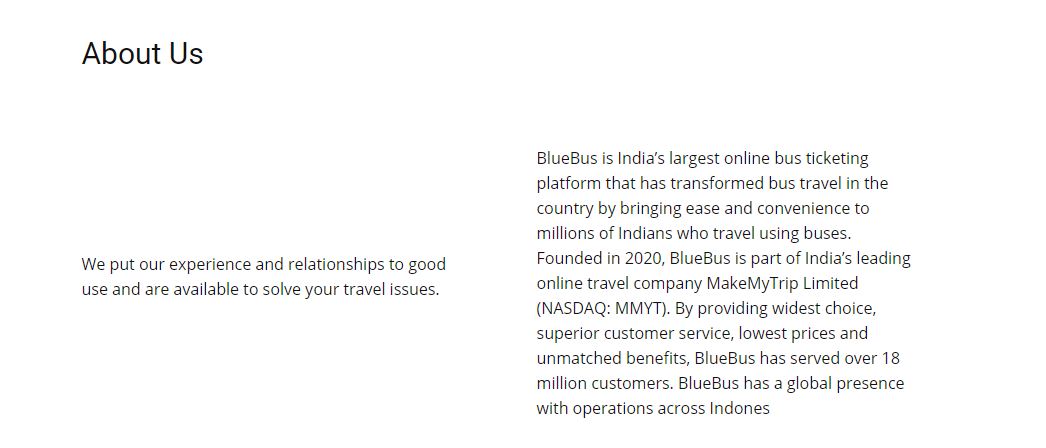 About Us
We put our experience and relationships to good
use and are available to solve your travel issues.
BlueBus is India’s largest online bus ticketing
platform that has transformed bus travel in the
country by bringing ease and convenience to
millions of Indians who travel using buses.
Founded in 2020, BlueBus is part of India’s leading
online travel company MakeMyTrip Limited
(NASDAQ: MMYT). By providing widest choice,
superior customer service, lowest prices and
unmatched benefits, BlueBus has served over 18
million customers. BlueBus has a global presence
with operations across Indones